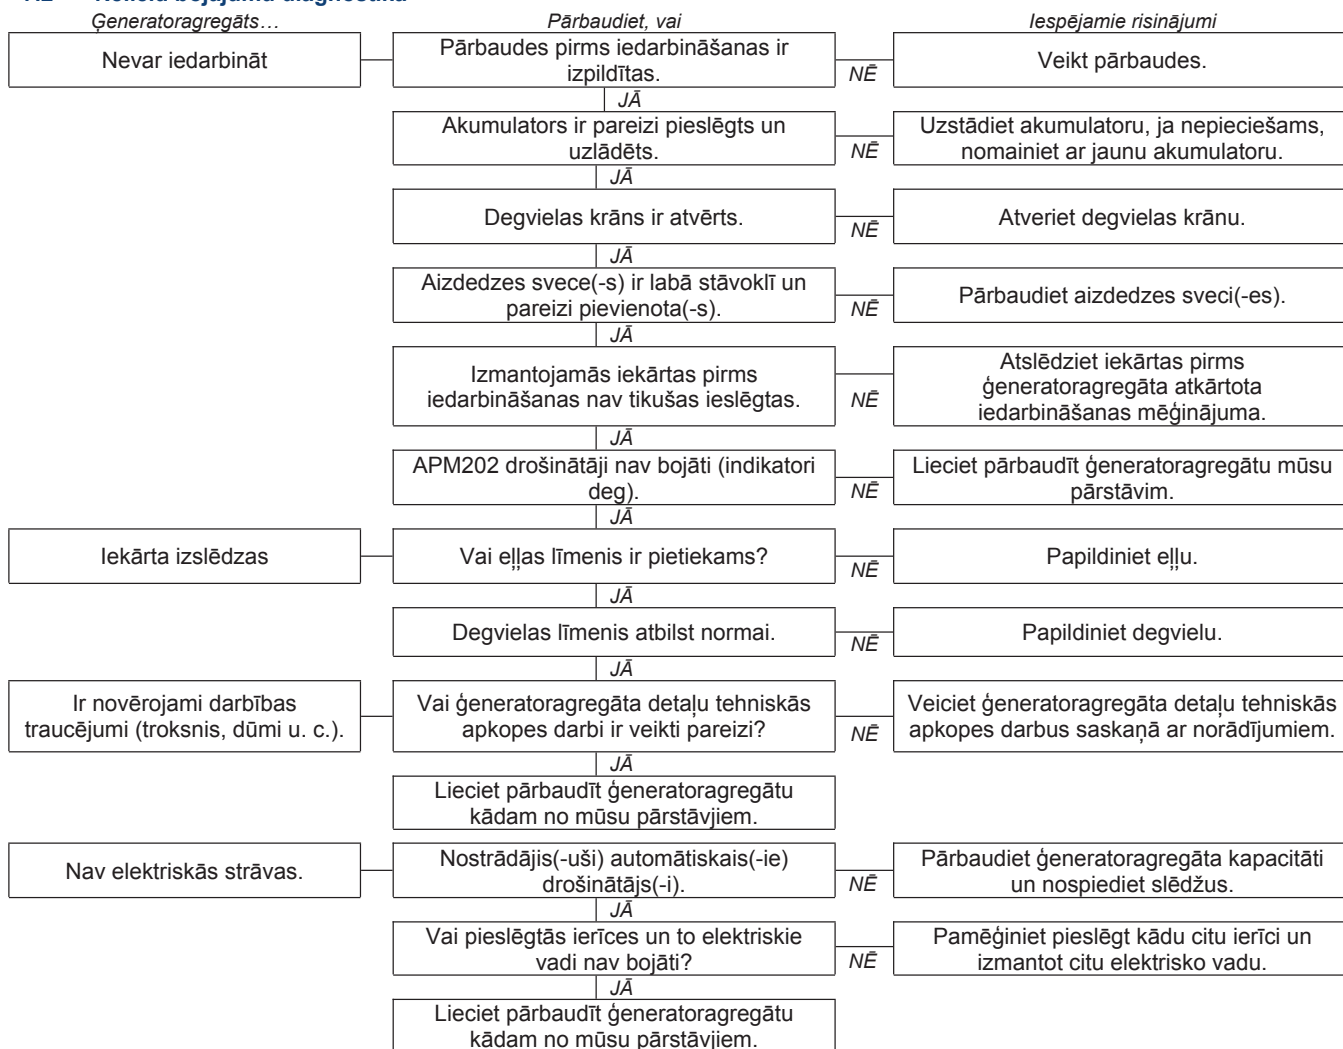 Ģeneratoragregāts…
Pārbaudiet, vai
Iespējamie risinājumi
Nevar iedarbināt
Pārbaudes pirms iedarbināšanas ir
izpildītas.
NĒ
Veikt pārbaudes.
JĀ
Akumulators ir pareizi pieslēgts un
uzlādēts.
NĒ
Uzstādiet akumulatoru, ja nepieciešams,
nomainiet ar jaunu akumulatoru.
JĀ
Degvielas krāns ir atvērts.
NĒ
Atveriet degvielas krānu.
JĀ
Aizdedzes svece(-s) ir labā stāvoklī un
pareizi pievienota(-s).
NĒ
Pārbaudiet aizdedzes sveci(-es).
JĀ
Izmantojamās iekārtas pirms
iedarbināšanas nav tikušas ieslēgtas.
NĒ
Atslēdziet iekārtas pirms
ģeneratoragregāta atkārtota
iedarbināšanas mēģinājuma.
JĀ
APM202 drošinātāji nav bojāti (indikatori
deg).
NĒ
Lieciet pārbaudīt ģeneratoragregātu mūsu
pārstāvim.
JĀ
Iekārta izslēdzas
Vai eļļas līmenis ir pietiekams?
NĒ
Papildiniet eļļu.
JĀ
Degvielas līmenis atbilst normai.
NĒ
Papildiniet degvielu.
JĀ
Ir novērojami darbības
traucējumi (troksnis, dūmi u. c.).
Vai ģeneratoragregāta detaļu tehniskās
apkopes darbi ir veikti pareizi?
NĒ
Veiciet ģeneratoragregāta detaļu tehniskās
apkopes darbus saskaņā ar norādījumiem.
JĀ
Lieciet pārbaudīt ģeneratoragregātu
kādam no mūsu pārstāvjiem.
Nav elektriskās strāvas.
Nostrādājis(-uši) automātiskais(-ie)
drošinātājs(-i).
NĒ
Pārbaudiet ģeneratoragregāta kapacitāti
un nospiediet slēdžus.
JĀ
Vai pieslēgtās ierīces un to elektriskie
vadi nav bojāti?
NĒ
Pamēģiniet pieslēgt kādu citu ierīci un
izmantot citu elektrisko vadu.
JĀ
Lieciet pārbaudīt ģeneratoragregātu
kādam no mūsu pārstāvjiem.